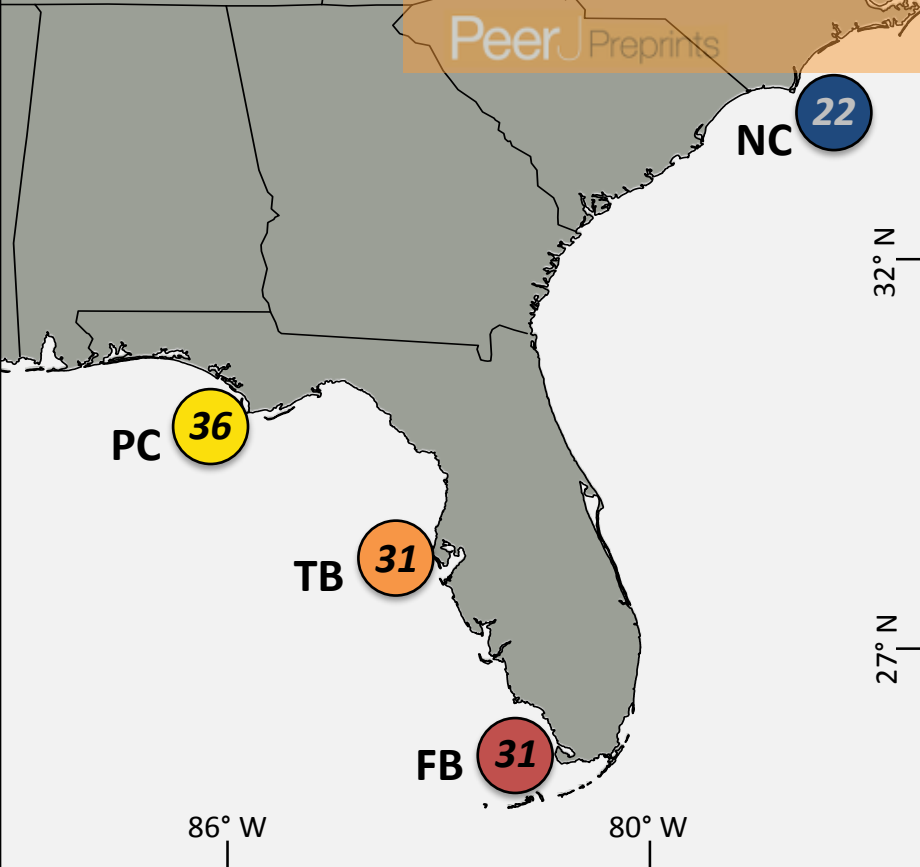 PeerJ Preprints
22
NC
32° N
36
PC
31
TB
27° N
31
FB
86° W
80° W